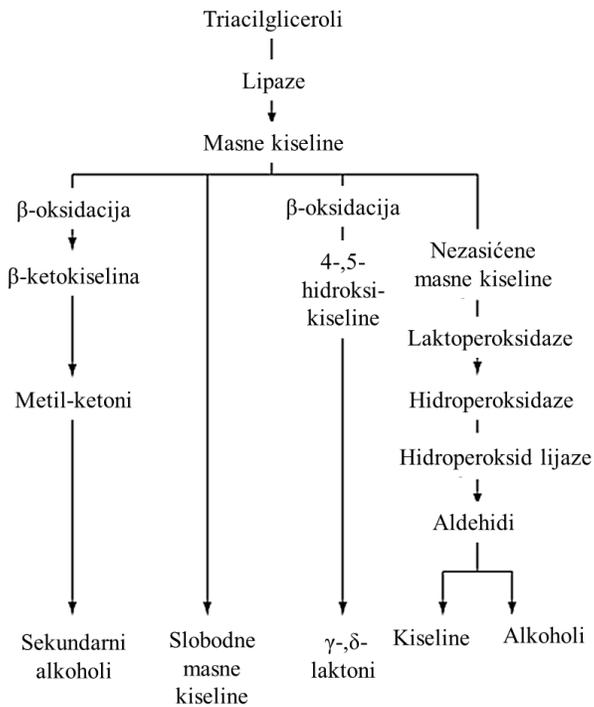 Triacilgliceroli
Lipaze
Masne kiseline
β-oksidacija
β-ketokiselina
Metil-ketoni
Sekundarni
alkoholi
Slobodne
masne
kiseline
β-oksidacija
4-,5-
hidroksi-
kiseline
γ-,δ-
laktoni
Nezasićene
masne kiseline
Laktoperoksidaze
Hidroperoksidaze
Hidroperoksid lijaze
Aldehidi
Kiseline
Alkoholi